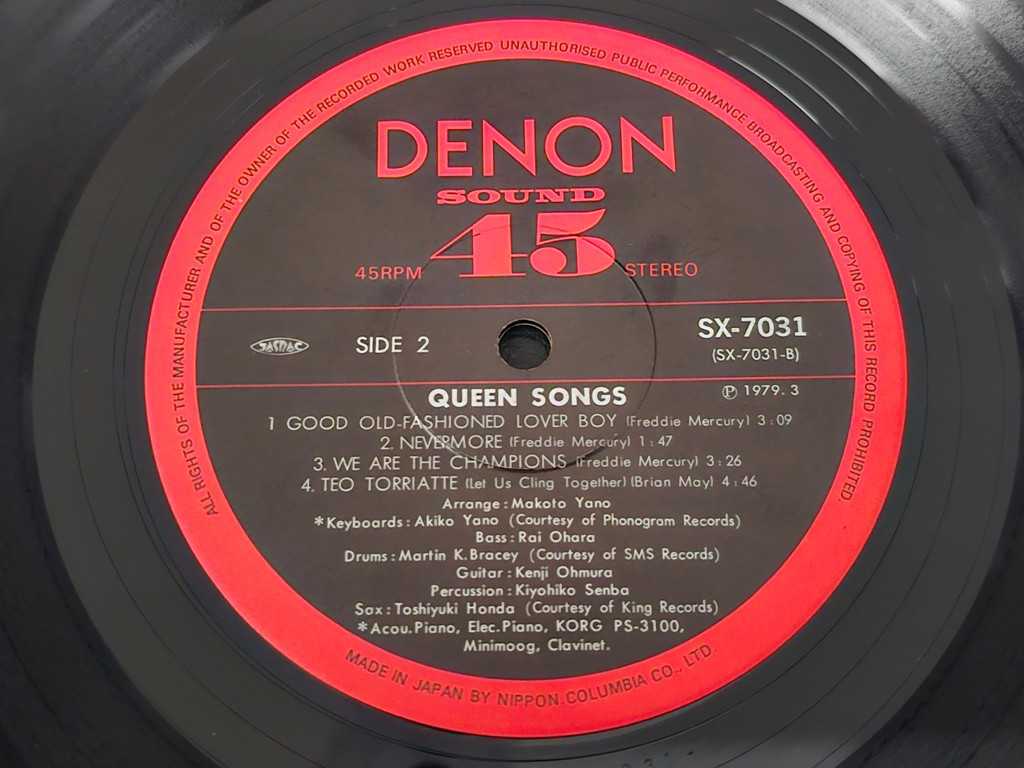 ALL RIGHTS OF THE MANUFACTURER AND OF THE OWNER OF THE RECORDED WORK RESERVED UNAUTHORISED PUBLIC PERFORMANCE BROADCASTING AND COPYING OF THIS RECORD PROHIBITED
DENON
SOUND
45
45RPM STEREO
JASRAC SIDE 2 SX-7031
(SX-7031-B)
QUEEN SONGS ℗ 1979. 3
1 GOOD OLD-FASHIONED LOVER BOY (Freddie Mercury) 3:09
2. NEVERMORE (Freddie Mercury) 1:47
3. WE ARE THE CHAMPIONS (Freddie Mercury) 3:26
4. TEO TORRIATTE (Let Us Cling Together) (Brian May) 4:46
Arrange: Makoto Yano
*Keyboards: Akiko Yano (Courtesy of Phonogram Records)
Bass: Rai Ohara
Drums: Martin K.Bracey (Courtesy of SMS Records)
Guitar: Kenji Ohmura
Percussion: Kiyohiko Senba
Sax: Toshiyuki Honda (Courtesy of King Records)
*Acou.Piano, Elec.Piano, KORG PS-3100,
Minimoog, Clavinet.
MADE IN JAPAN BY NIPPON COLUMBIA CO., LTD.